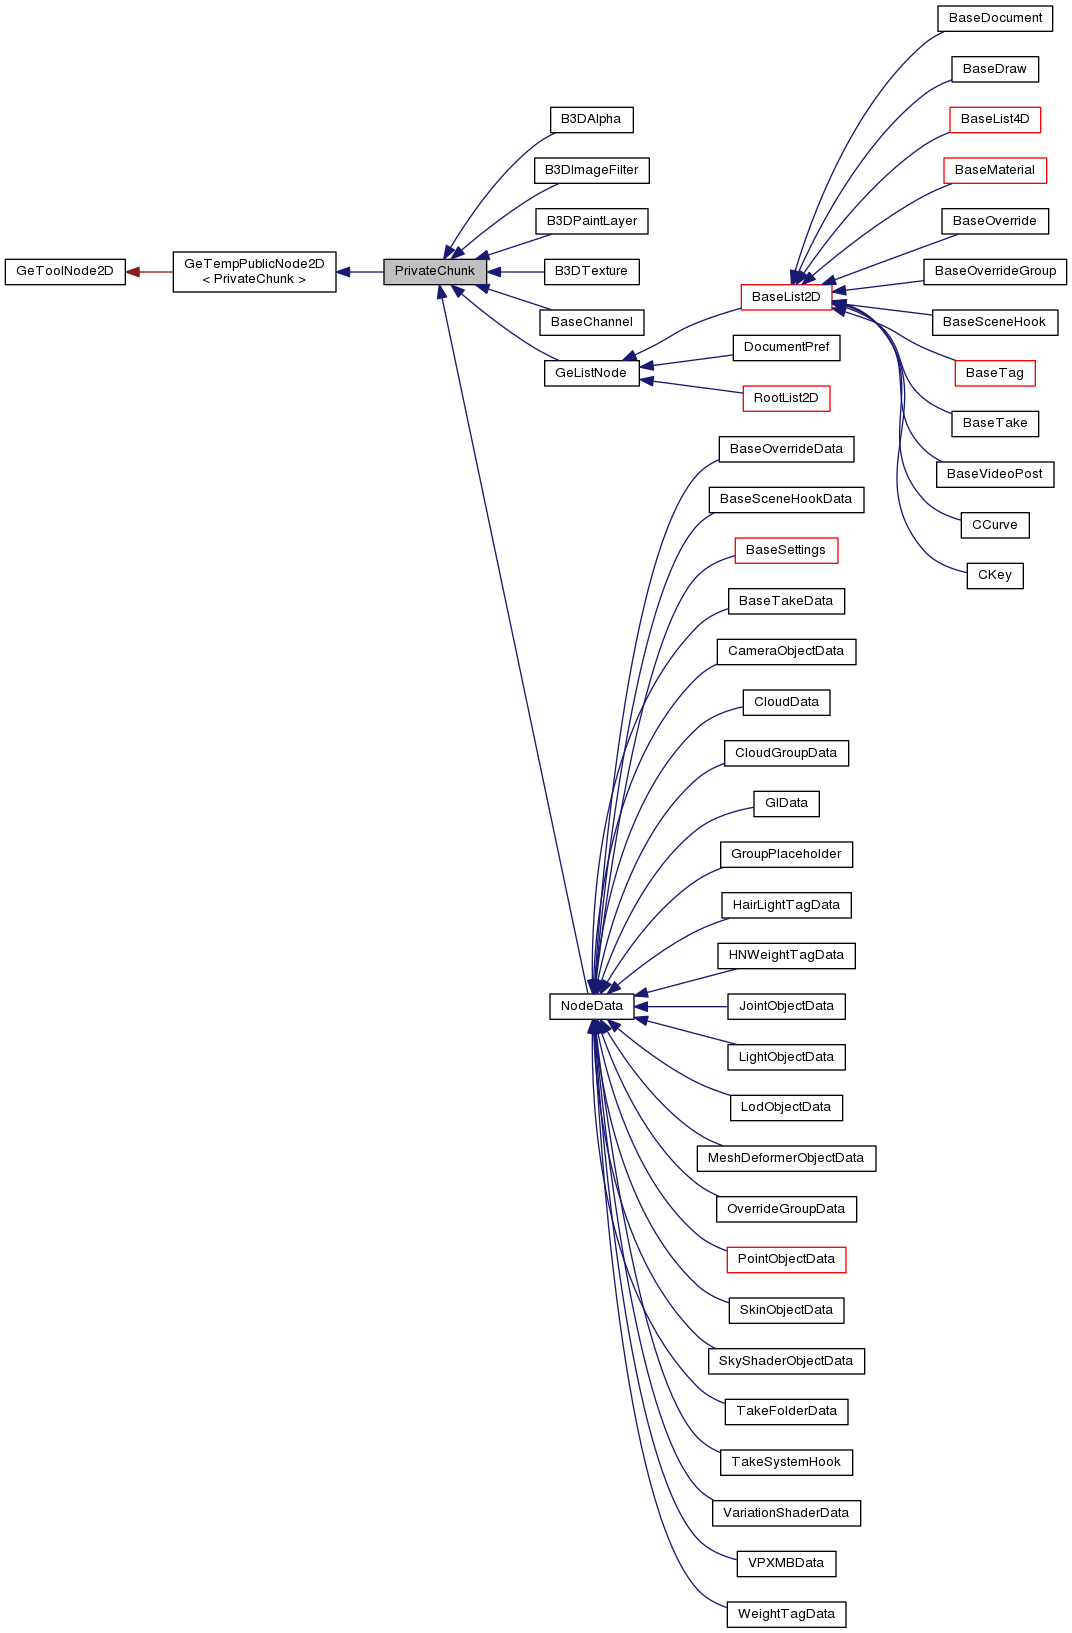 GeToolNode2D
GeTempPublicNode2D
< PrivateChunk >
PrivateChunk
B3DAlpha
B3DImageFilter
B3DPaintLayer
B3DTexture
BaseChannel
GeListNode
BaseList2D
DocumentPref
RootList2D
BaseDocument
BaseDraw
BaseList4D
BaseMaterial
BaseOverride
BaseOverrideGroup
BaseSceneHook
BaseTag
BaseTake
BaseVideoPost
CCurve
CKey
NodeData
BaseOverrideData
BaseSceneHookData
BaseSettings
BaseTakeData
CameraObjectData
CloudData
CloudGroupData
GIData
GroupPlaceholder
HairLightTagData
HNWeightTagData
JointObjectData
LightObjectData
LodObjectData
MeshDeformerObjectData
OverrideGroupData
PointObjectData
SkinObjectData
SkyShaderObjectData
TakeFolderData
TakeSystemHook
VariationShaderData
VPXMBData
WeightTagData